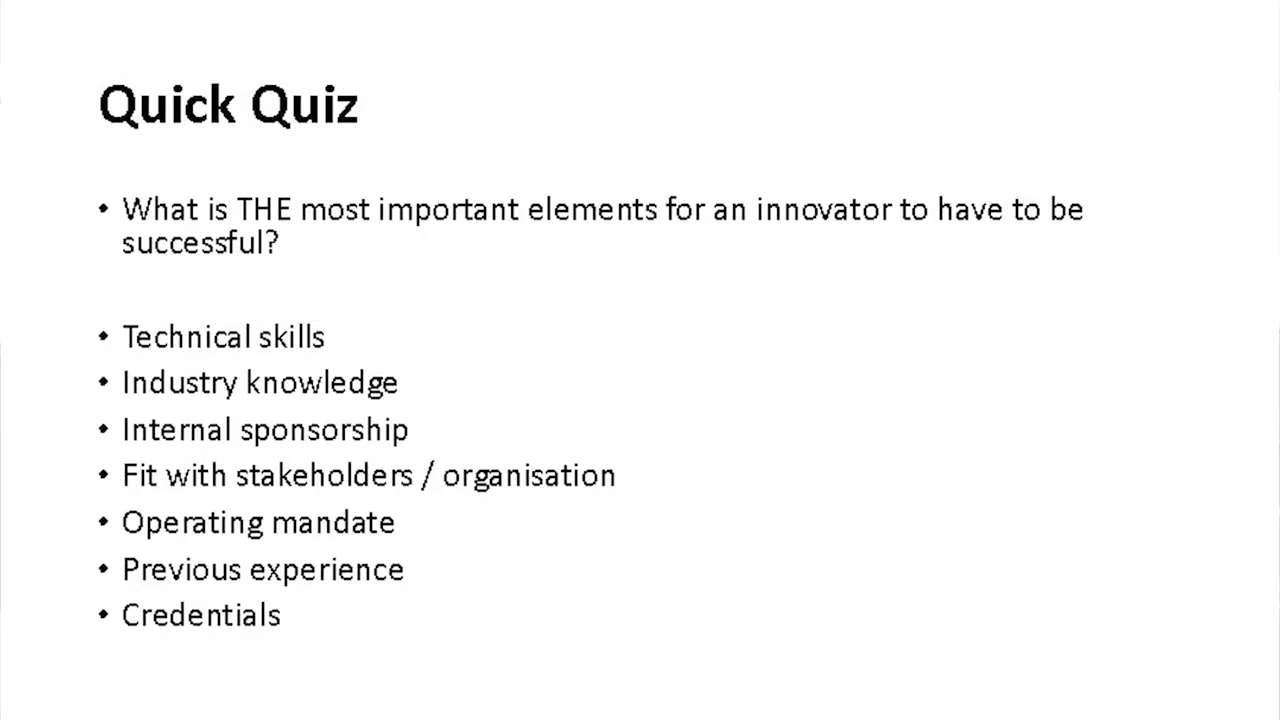 Quick Quiz
• What is THE most important elements for an innovator to have to be
successful?
• Technical skills
• Industry knowledge
• Internal sponsorship
• Fit with stakeholders / organisation
• Operating mandate
• Previous experience
• Credentials